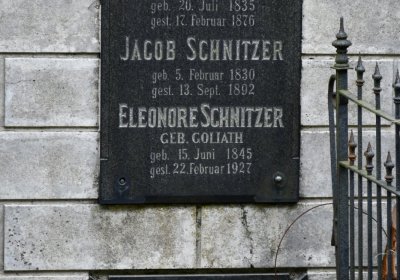 geb. 20. Juli 1835
gest. 17. Februar 1876
JACOB SCHNITZER
geb. 5. Februar 1830
gest. 13. Sept. 1892
ELEONORE SCHNITZER
GEB. GOLIATH
geb. 15. Juni 1845
gest. 22. Februar 1927